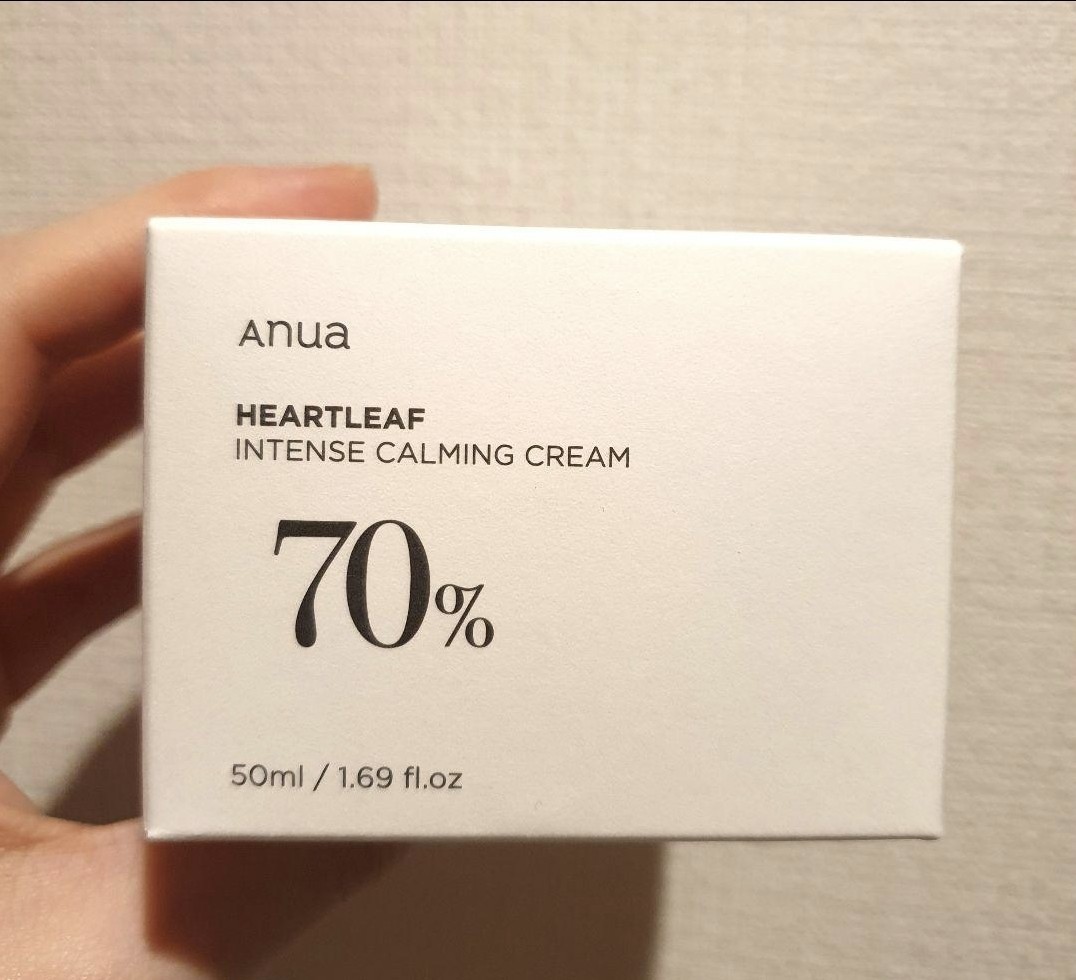 Anua
HEARTLEAF
INTENSE CALMING CREAM
70%
50ml / 1.69 fl.oz